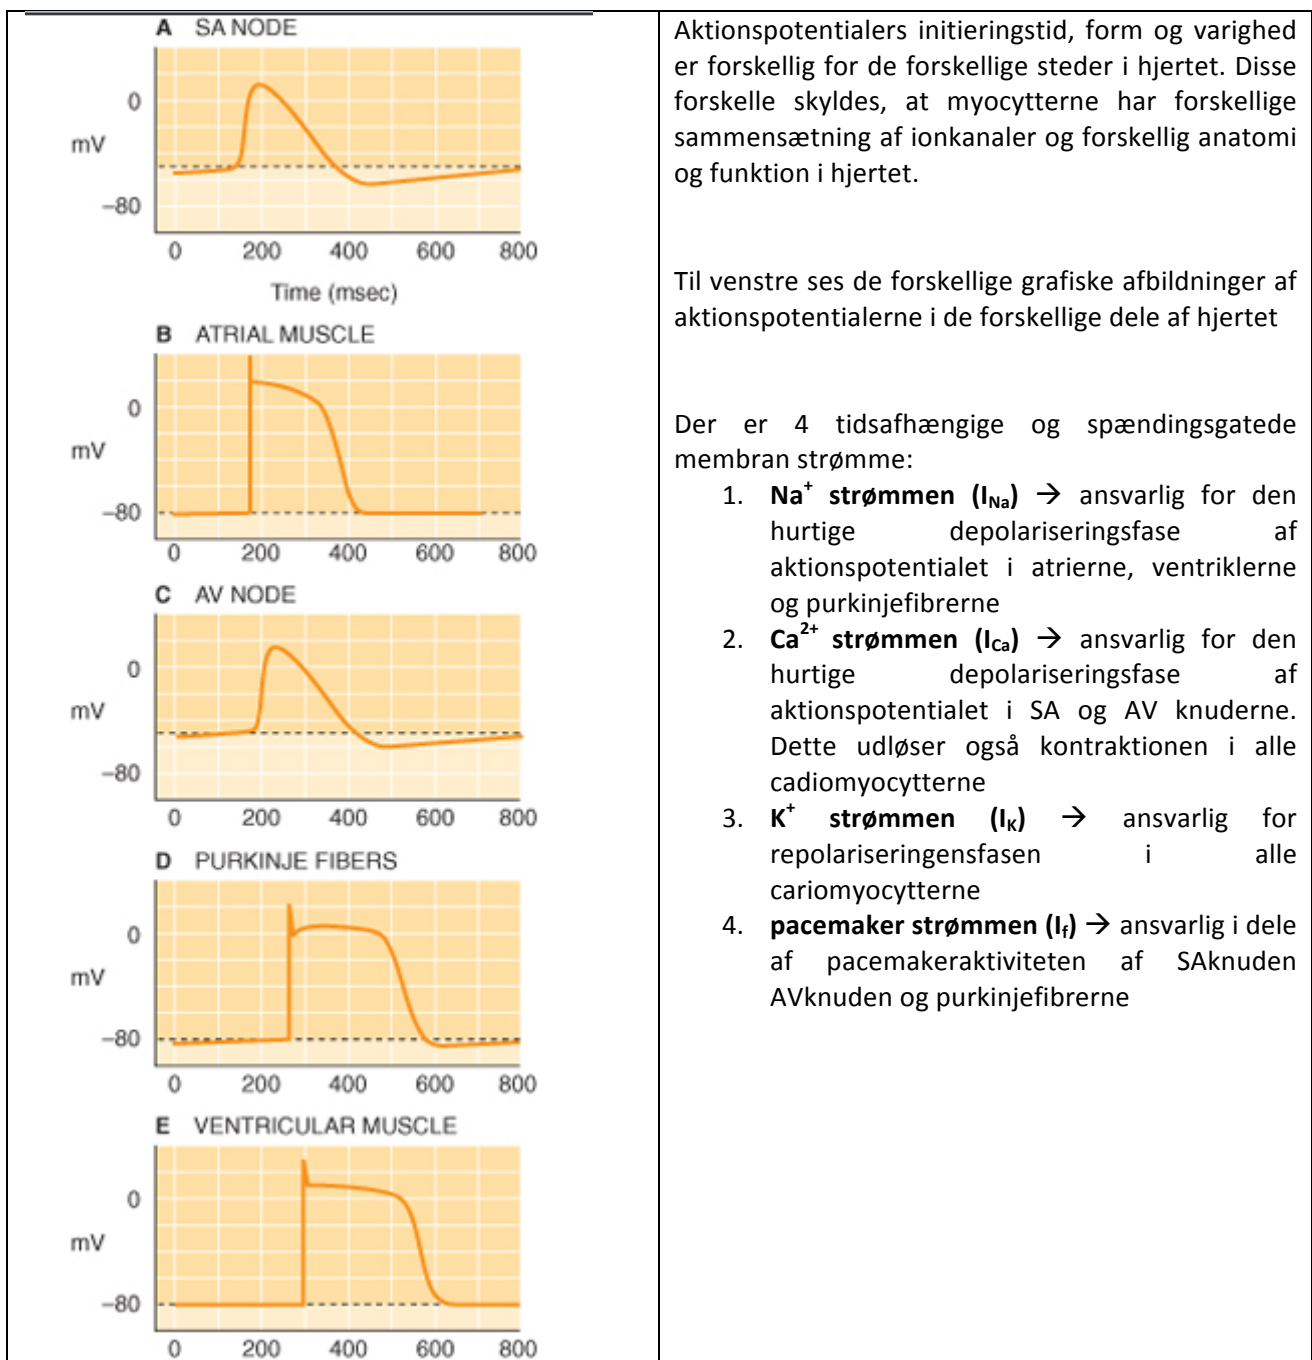 A SA NODE
0
mV
−80
0 200 400 600 800
Time (msec)
B ATRIAL MUSCLE
0
mV
−80
0 200 400 600 800
C AV NODE
0
mV
−80
0 200 400 600 800
D PURKINJE FIBERS
0
mV
−80
0 200 400 600 800
E VENTRICULAR MUSCLE
0
mV
−80
0 200 400 600 800
Aktionspotentialers initieringstid, form og varighed
er forskellig for de forskellige steder i hjertet. Disse
forskelle skyldes, at myocytterne har forskellige
sammensætning af ionkanaler og forskellig anatomi
og funktion i hjertet.
Til venstre ses de forskellige grafiske afbildninger af
aktionspotentialerne i de forskellige dele af hjertet
Der er 4 tidsafhængige og spændingsgatede
membran strømme:
1. Na⁺ strømmen (I_Na) → ansvarlig for den
hurtige depolariseringsfase af
aktionspotentialet i atrierne, ventriklerne
og purkinjefibrerne
2. Ca²⁺ strømmen (I_Ca) → ansvarlig for den
hurtige depolariseringsfase af
aktionspotentialet i SA og AV knuderne.
Dette udløser også kontraktionen i alle
cadiomyocytterne
3. K⁺ strømmen (I_K) → ansvarlig for
repolariseringensfasen i alle
cariomyocytterne
4. pacemaker strømmen (I_f) → ansvarlig i dele
af pacemakeraktiviteten af SAknuden
AVknuden og purkinjefibrerne